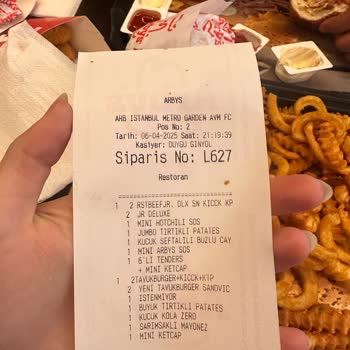 ARBYS
ARB ISTANBUL METRO GARDEN AVM FC
Pos No: 2
Tarih: 06-04-2025 Saat: 21:19:39
Kasiyer: DUYGU GINYOL
Siparis No: L627
Restoran
1 2 RSTBEEFJR. DLX SN KICCK KP
2 JR DELUXE
1 MINI HOTCHILI SOS
1 JUMBO TIRTIKLI PATATES
1 KUCUK SEFTALILI BUZLU CAY
1 MINI ARBYS SOS
1 6'LI TENDERS
+ MINI KETCAP
1 2TAVUKBURGER+KICCK+KTP
2 YENI TAVUKBURGER SANDVIC
1 ISTENMIYOR
1 BUYUK TIRTIKLI PATATES
1 KUCUK KOLA ZERO
1 SARIMSAKLI MAYONEZ
1 MINI KETCAP